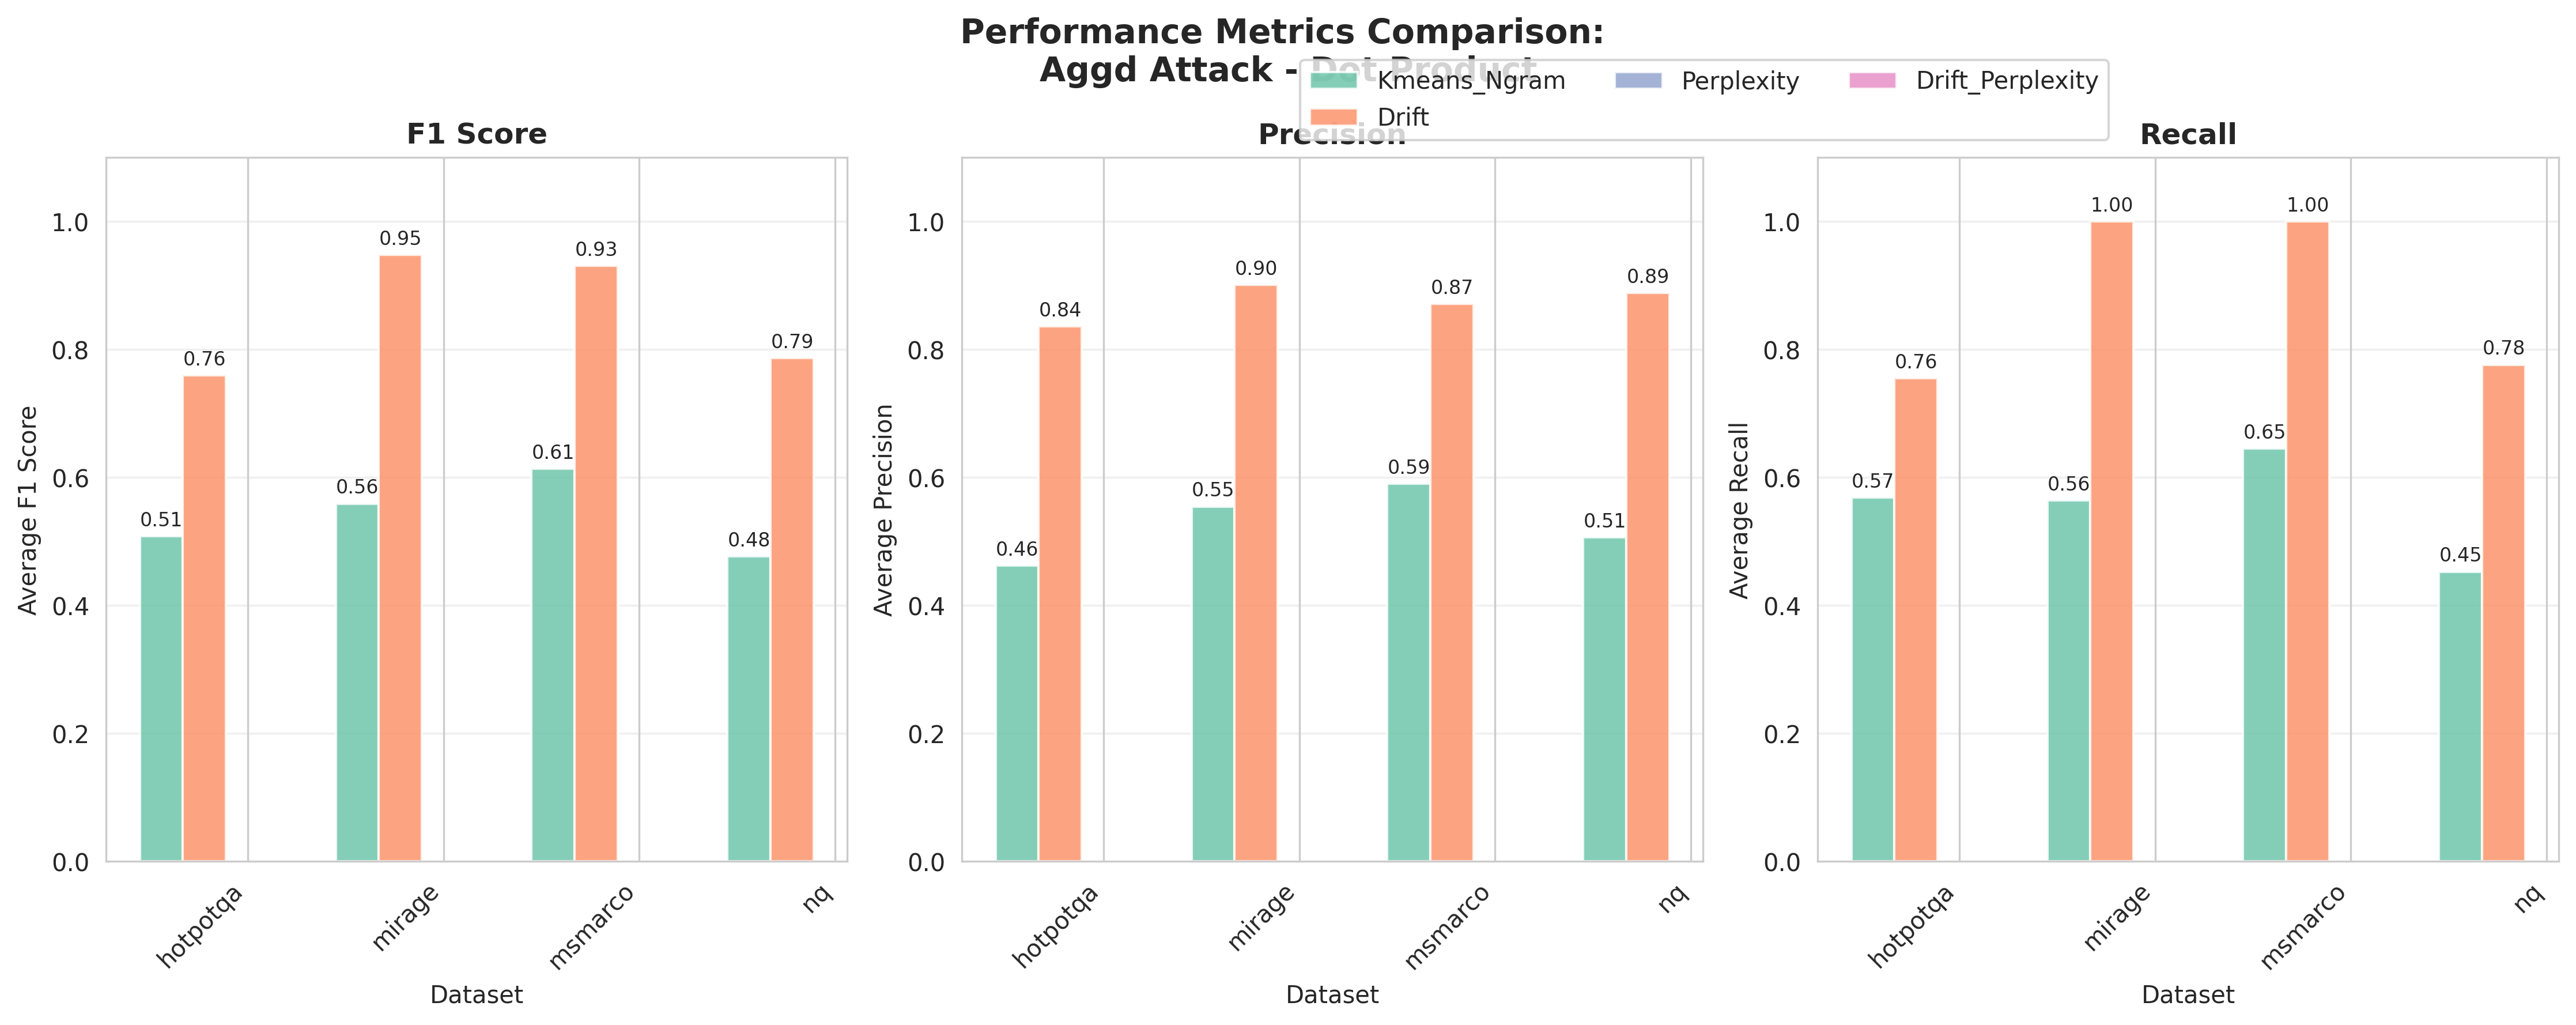 Performance Metrics Comparison:
Aggd Attack - Dot Product
Kmeans_Ngram
Perplexity
Drift_Perplexity
Drift
F1 Score
Average F1 Score
1.0
0.8
0.6
0.4
0.2
0.0
0.51
0.76
0.56
0.95
0.61
0.93
0.48
0.79
hotpotqa
mirage
msmarco
nq
Dataset
Precision
Average Precision
1.0
0.8
0.6
0.4
0.2
0.0
0.46
0.84
0.55
0.90
0.59
0.87
0.51
0.89
hotpotqa
mirage
msmarco
nq
Dataset
Recall
Average Recall
1.0
0.8
0.6
0.4
0.2
0.0
0.57
0.76
0.56
1.00
0.65
1.00
0.45
0.78
hotpotqa
mirage
msmarco
nq
Dataset